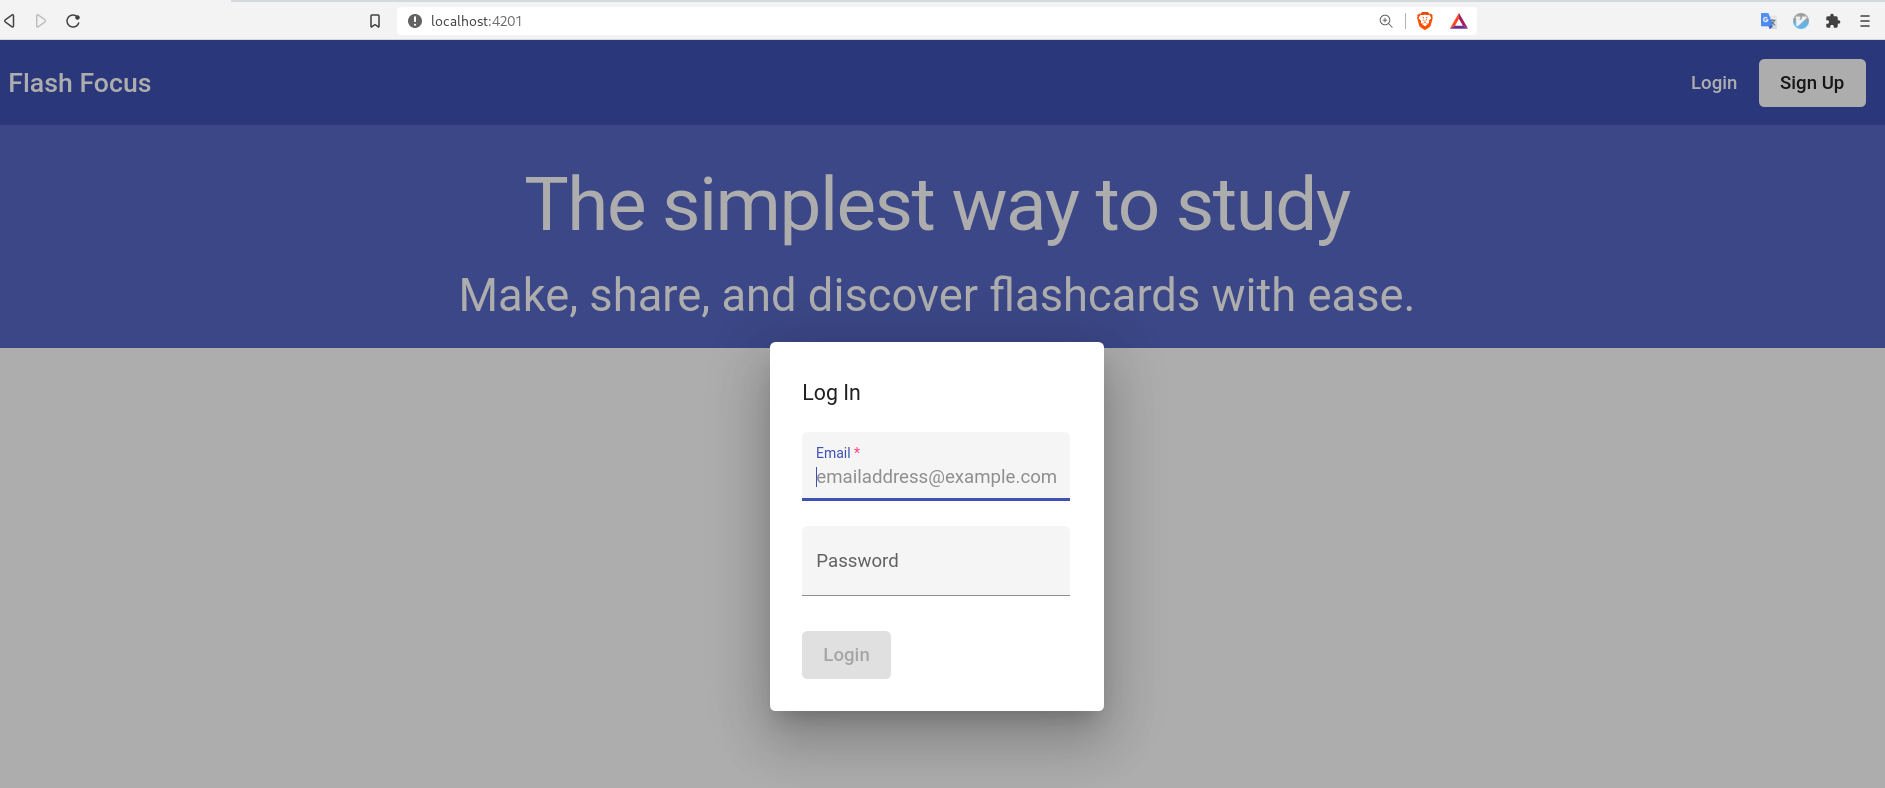 localhost:4201
Flash Focus
Login
Sign Up
The simplest way to study
Make, share, and discover flashcards with ease.
Log In
Email *
emailaddress@example.com
Password
Login